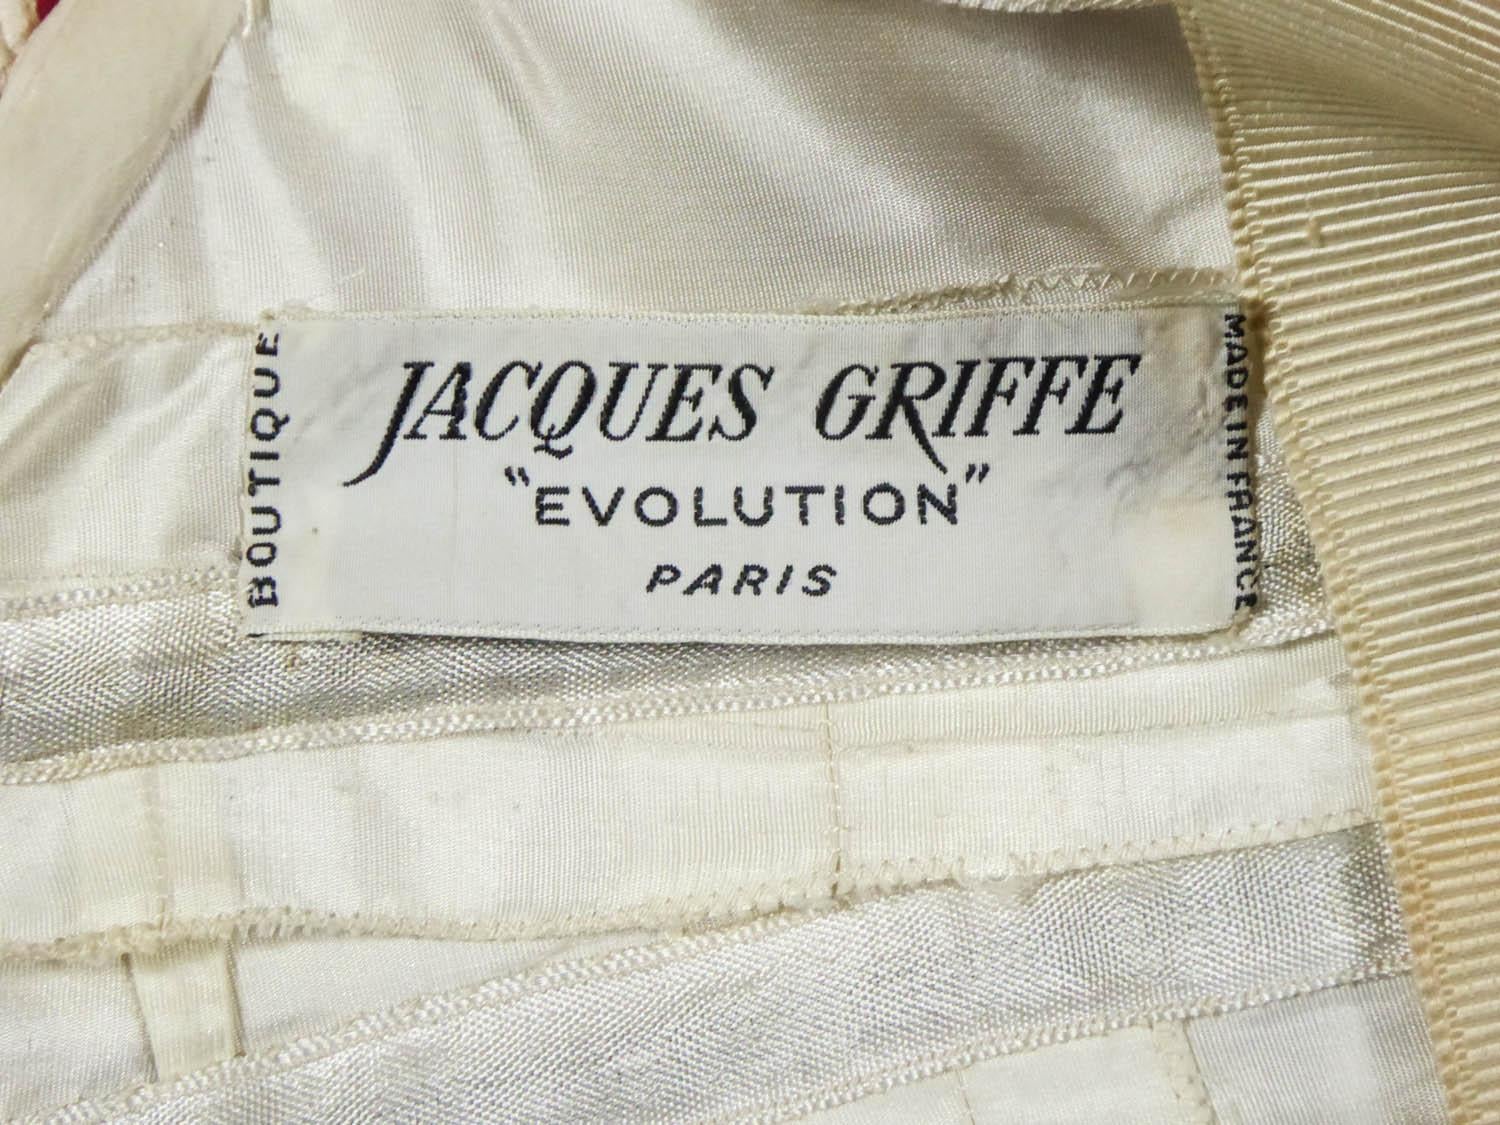 BOUTIQUE
JACQUES GRIFFE
"EVOLUTION"
PARIS
MADE IN FRANCE